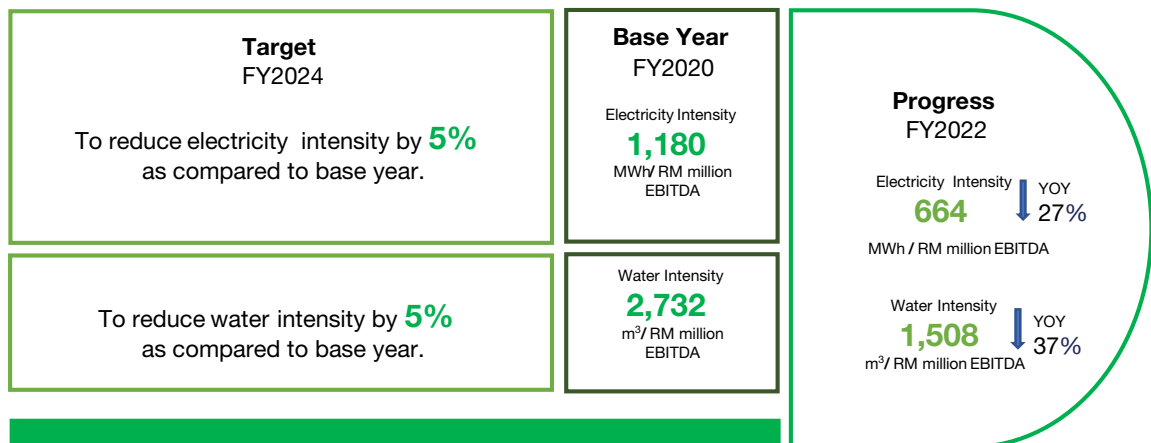 Target
FY2024
To reduce electricity intensity by 5%
as compared to base year.
Base Year
FY2020
Electricity Intensity
1,180
MWh/ RM million
EBITDA
To reduce water intensity by 5%
as compared to base year.
Water Intensity
2,732
m³/ RM million
EBITDA
Progress
FY2022
Electricity Intensity
664
YOY
27%
MWh / RM million EBITDA
Water Intensity
1,508
YOY
37%
m³/ RM million EBITDA